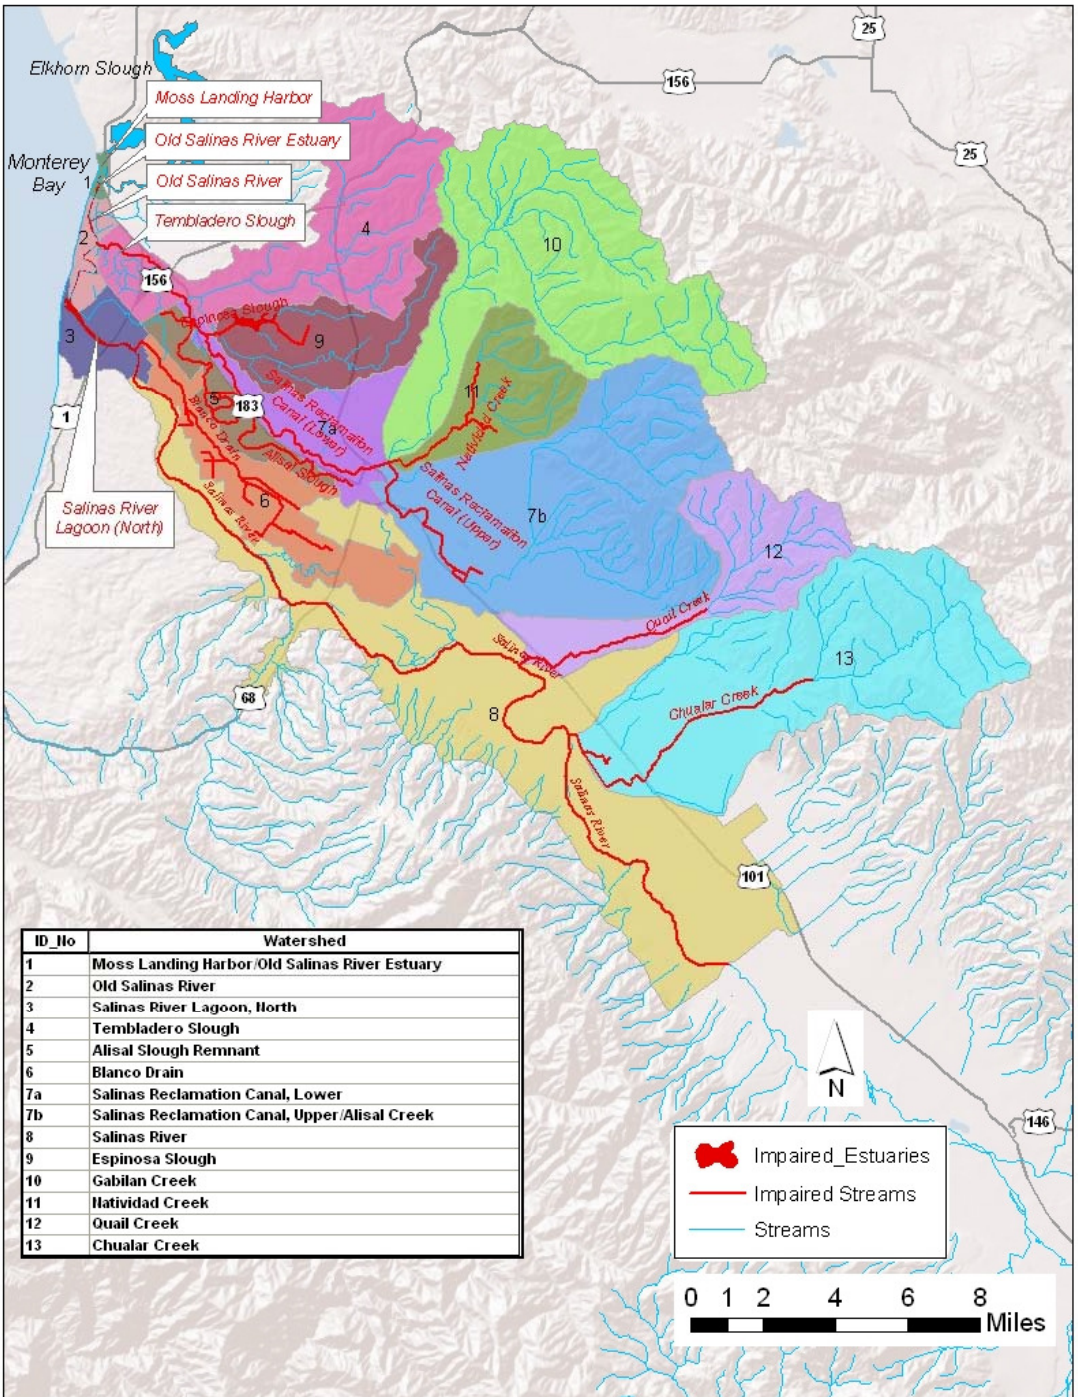 25
156
25
Elkhorn Slough
Moss Landing Harbor
Old Salinas River Estuary
Monterey
Bay
1
Old Salinas River
Tembladero Slough
2
4
10
156
Espinosa Slough
3
9
Salinas Reclamation
Canal (Lower)
7a
11
Natividad Creek
5
183
1
Blanco Drain
Alisal Slough
Salinas Reclamation
Canal (Upper)
7b
6
Salinas River
Salinas River
Lagoon (North)
12
Quail Creek
Salinas River
13
68
8
Chualar Creek
Salinas River
101
ID_No Watershed
1 Moss Landing Harbor/Old Salinas River Estuary
2 Old Salinas River
3 Salinas River Lagoon, North
4 Tembladero Slough
5 Alisal Slough Remnant
6 Blanco Drain
7a Salinas Reclamation Canal, Lower
7b Salinas Reclamation Canal, Upper/Alisal Creek
8 Salinas River
9 Espinosa Slough
10 Gabilan Creek
11 Natividad Creek
12 Quail Creek
13 Chualar Creek
N
146
Impaired_Estuaries
Impaired Streams
Streams
0 1 2 4 6 8
Miles